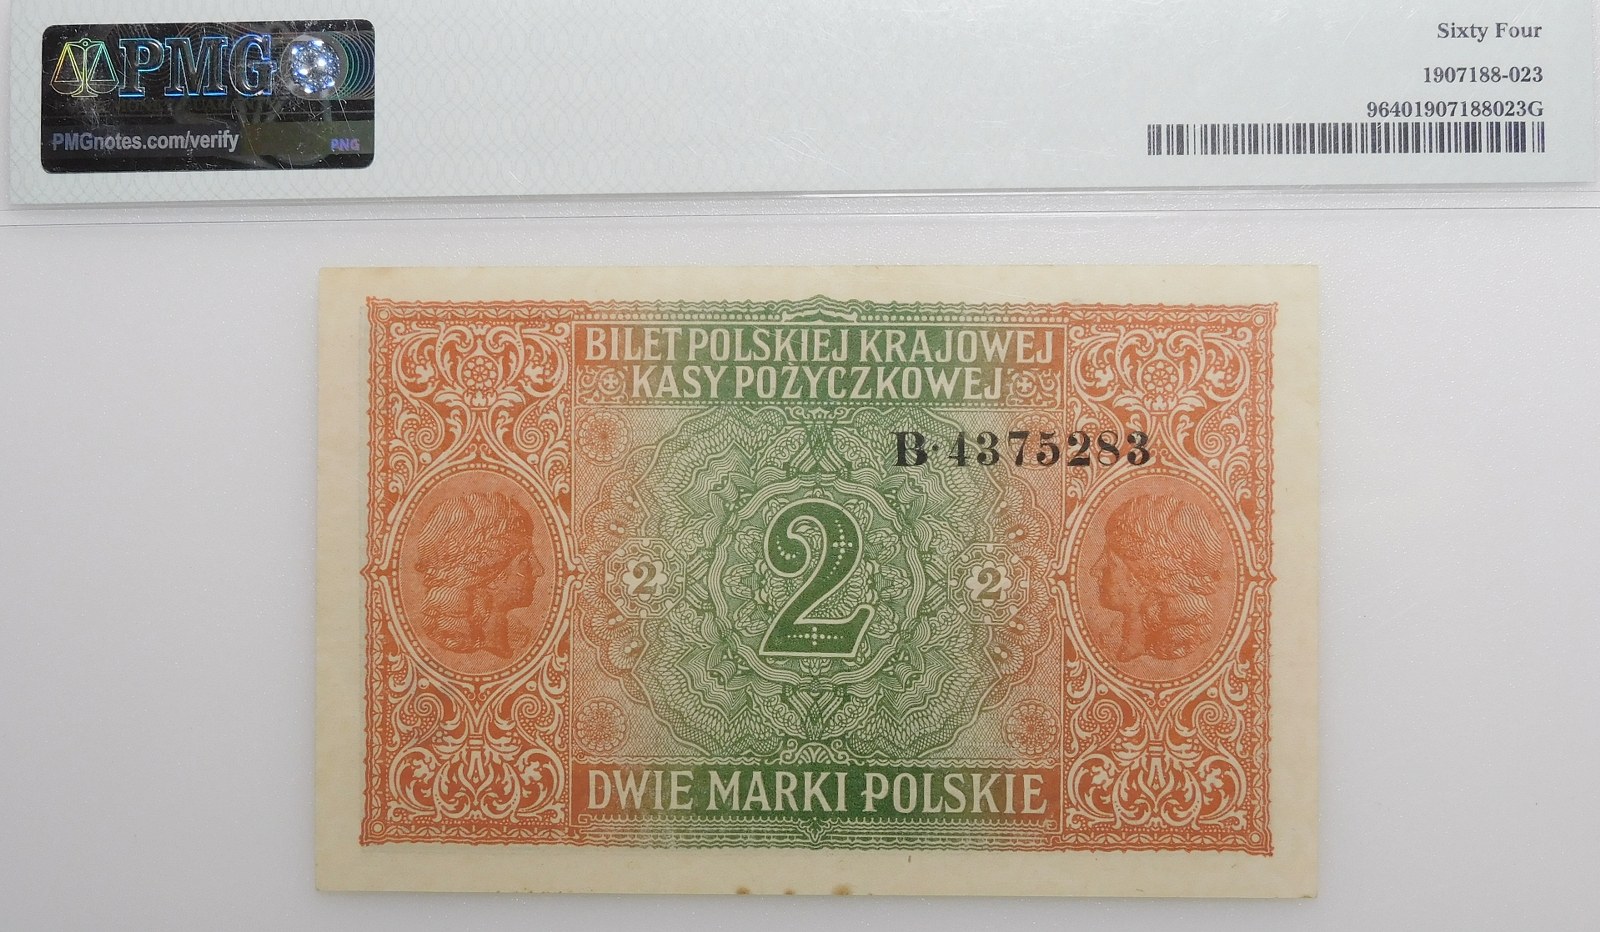 PMG
PMGnotes.com/verify
PNG
Sixty Four
1907188-023
96401907188023G
BILET POLSKIEJ KRAJOWEJ
KASY POŻYCZKOWEJ
B·4375283
2
2
2
DWIE MARKI POLSKIE